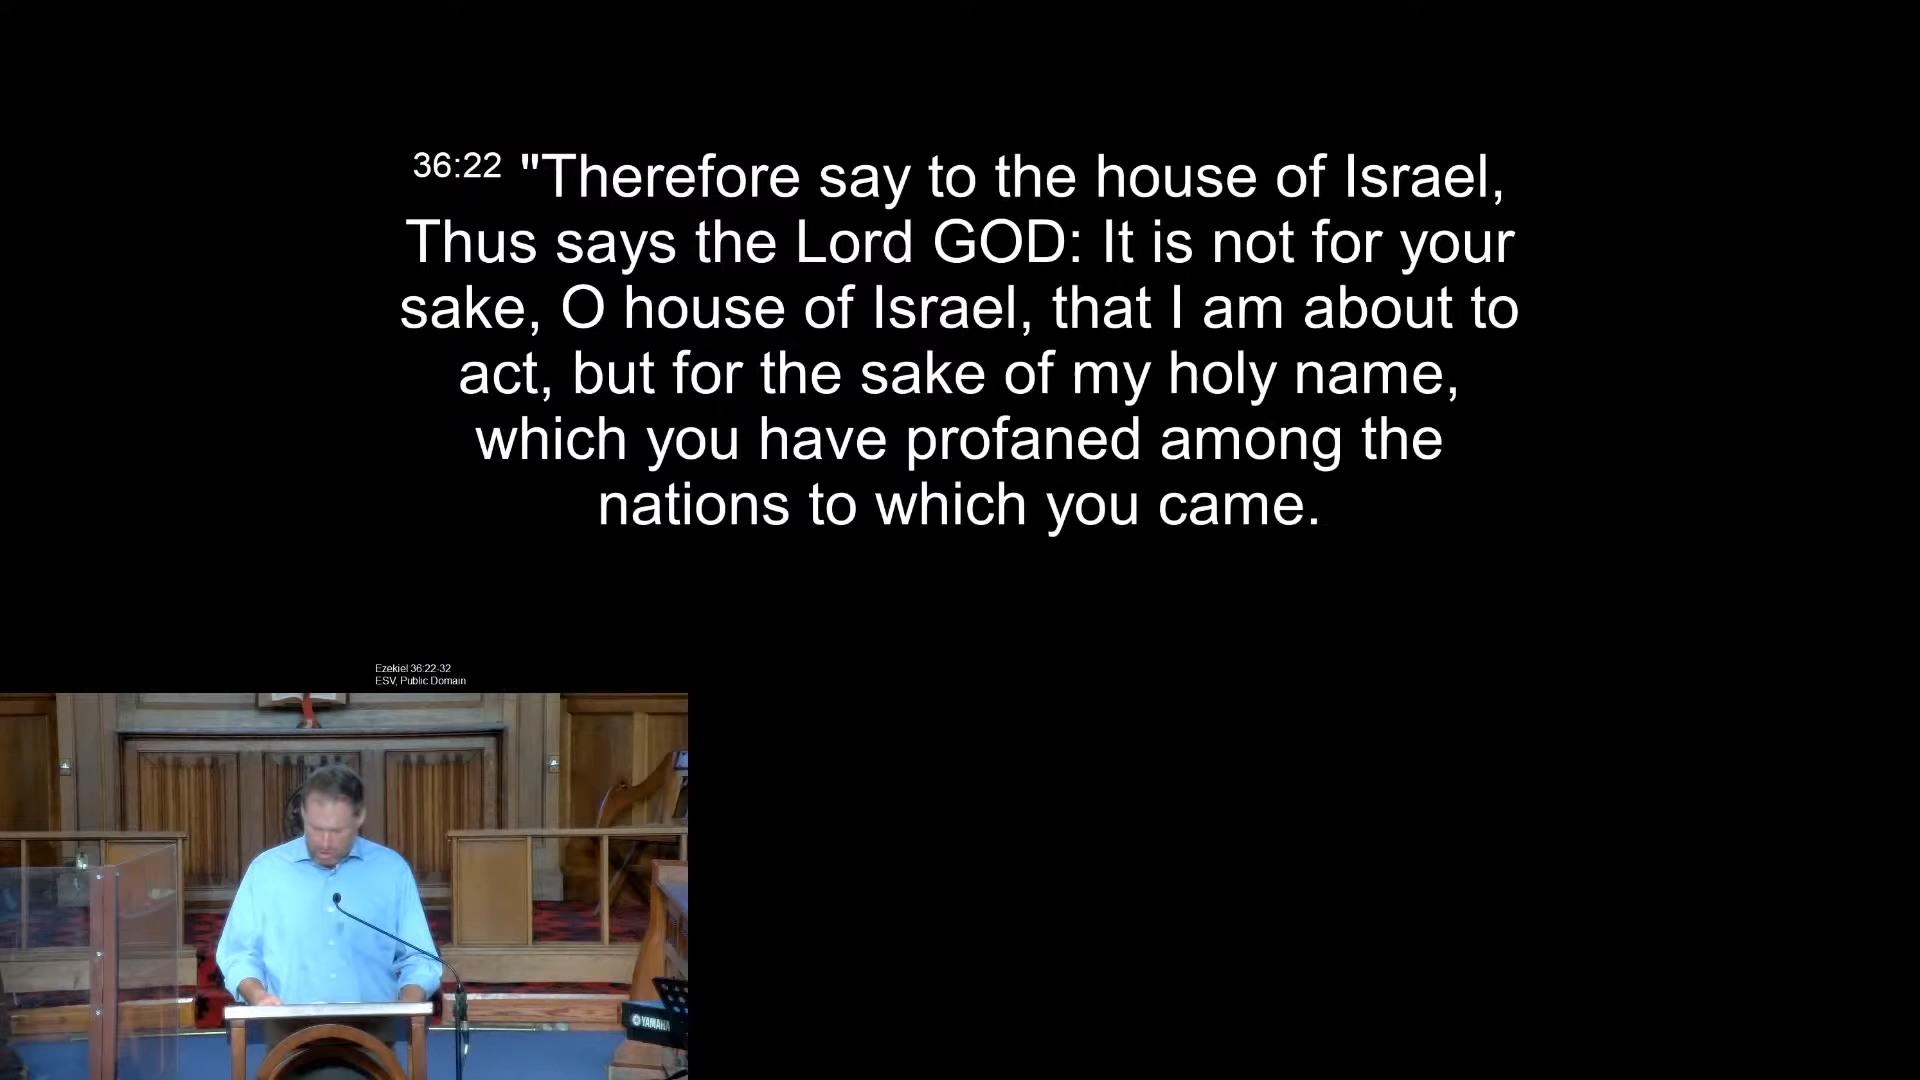 36:22 "Therefore say to the house of Israel,
Thus says the Lord GOD: It is not for your
sake, O house of Israel, that I am about to
act, but for the sake of my holy name,
which you have profaned among the
nations to which you came.
Ezekiel 36:22-32
ESV, Public Domain
YAMAHA